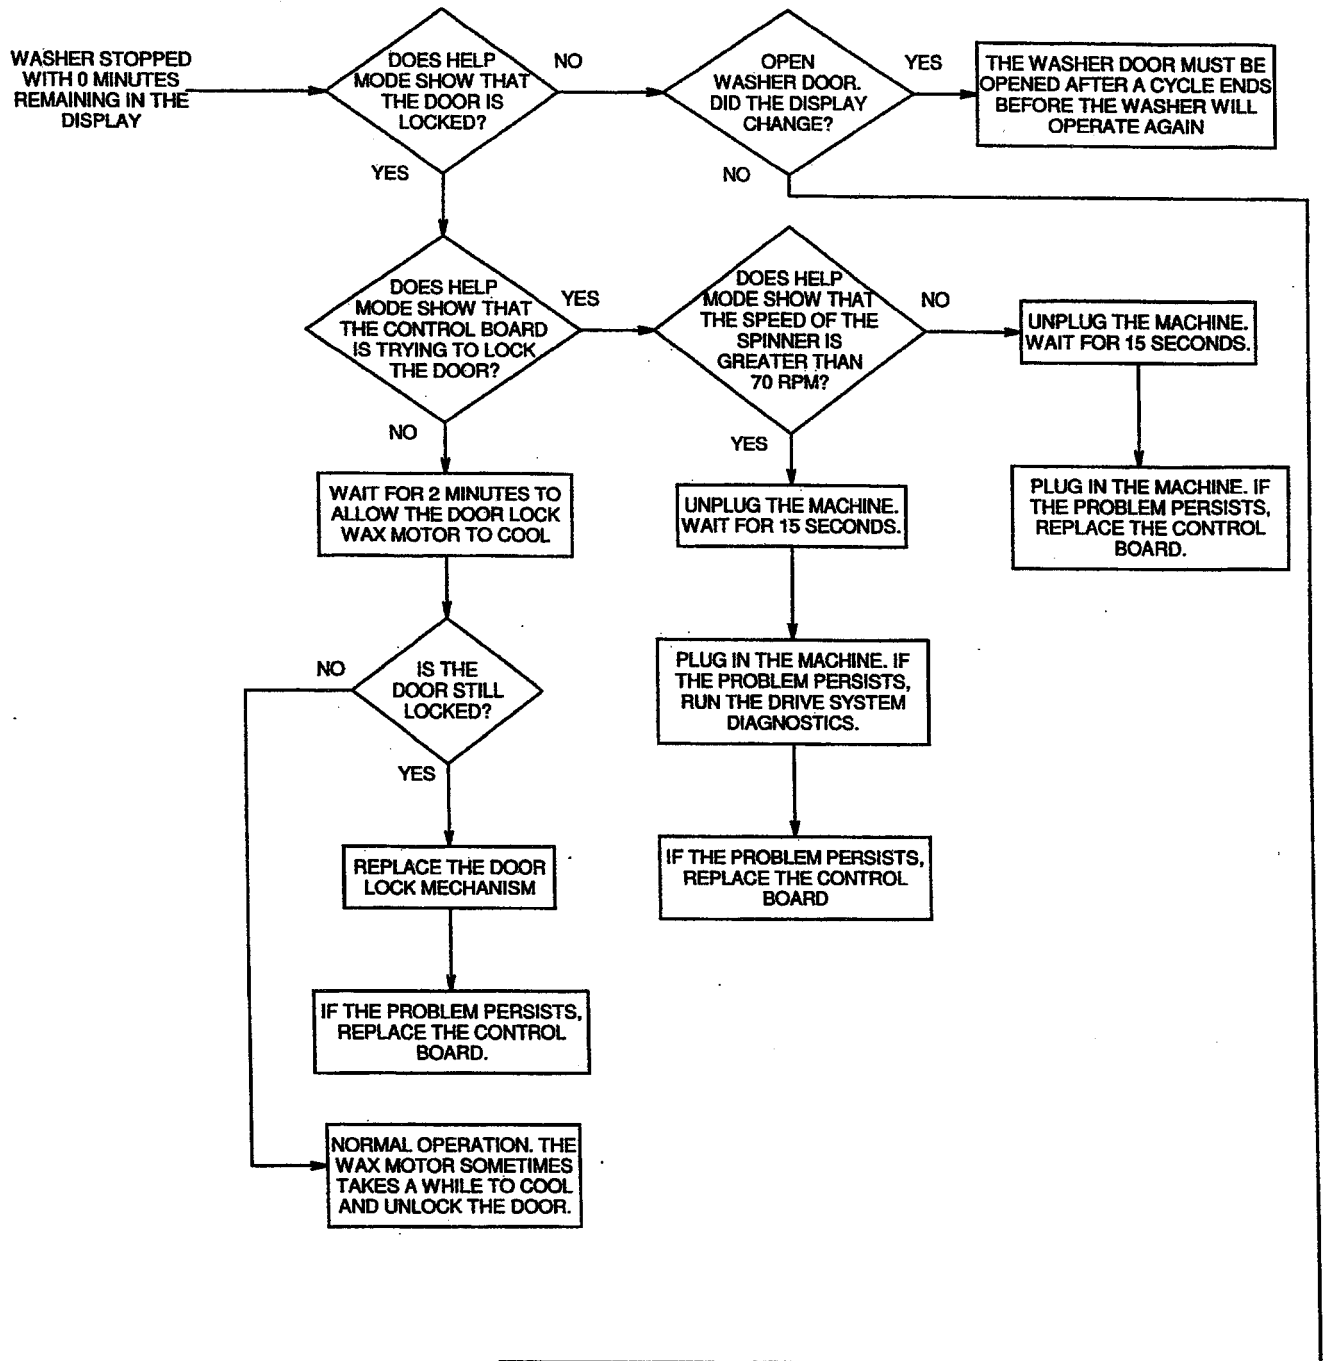 WASHER STOPPED
WITH 0 MINUTES
REMAINING IN THE
DISPLAY
DOES HELP
MODE SHOW THAT
THE DOOR IS
LOCKED?
NO
YES
OPEN
WASHER DOOR.
DID THE DISPLAY
CHANGE?
YES
NO
THE WASHER DOOR MUST BE
OPENED AFTER A CYCLE ENDS
BEFORE THE WASHER WILL
OPERATE AGAIN
DOES HELP
MODE SHOW THAT
THE CONTROL BOARD
IS TRYING TO LOCK
THE DOOR?
YES
NO
DOES HELP
MODE SHOW THAT
THE SPEED OF THE
SPINNER IS
GREATER THAN
70 RPM?
NO
YES
UNPLUG THE MACHINE.
WAIT FOR 15 SECONDS.
PLUG IN THE MACHINE. IF
THE PROBLEM PERSISTS,
REPLACE THE CONTROL
BOARD.
WAIT FOR 2 MINUTES TO
ALLOW THE DOOR LOCK
WAX MOTOR TO COOL
UNPLUG THE MACHINE.
WAIT FOR 15 SECONDS.
IS THE
DOOR STILL
LOCKED?
NO
YES
PLUG IN THE MACHINE. IF
THE PROBLEM PERSISTS,
RUN THE DRIVE SYSTEM
DIAGNOSTICS.
REPLACE THE DOOR
LOCK MECHANISM
IF THE PROBLEM PERSISTS,
REPLACE THE CONTROL
BOARD
IF THE PROBLEM PERSISTS,
REPLACE THE CONTROL
BOARD.
NORMAL OPERATION. THE
WAX MOTOR SOMETIMES
TAKES A WHILE TO COOL
AND UNLOCK THE DOOR.